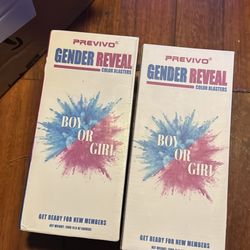 PREVIVO®
GENDER REVEAL
COLOR BLASTERS
BOY
OR
GIRL
GET READY FOR NEW MEMBERS
PREVIVO®
GENDER REVEAL
COLOR BLASTERS
BOY
OR
GIRL
GET READY FOR NEW MEMBERS